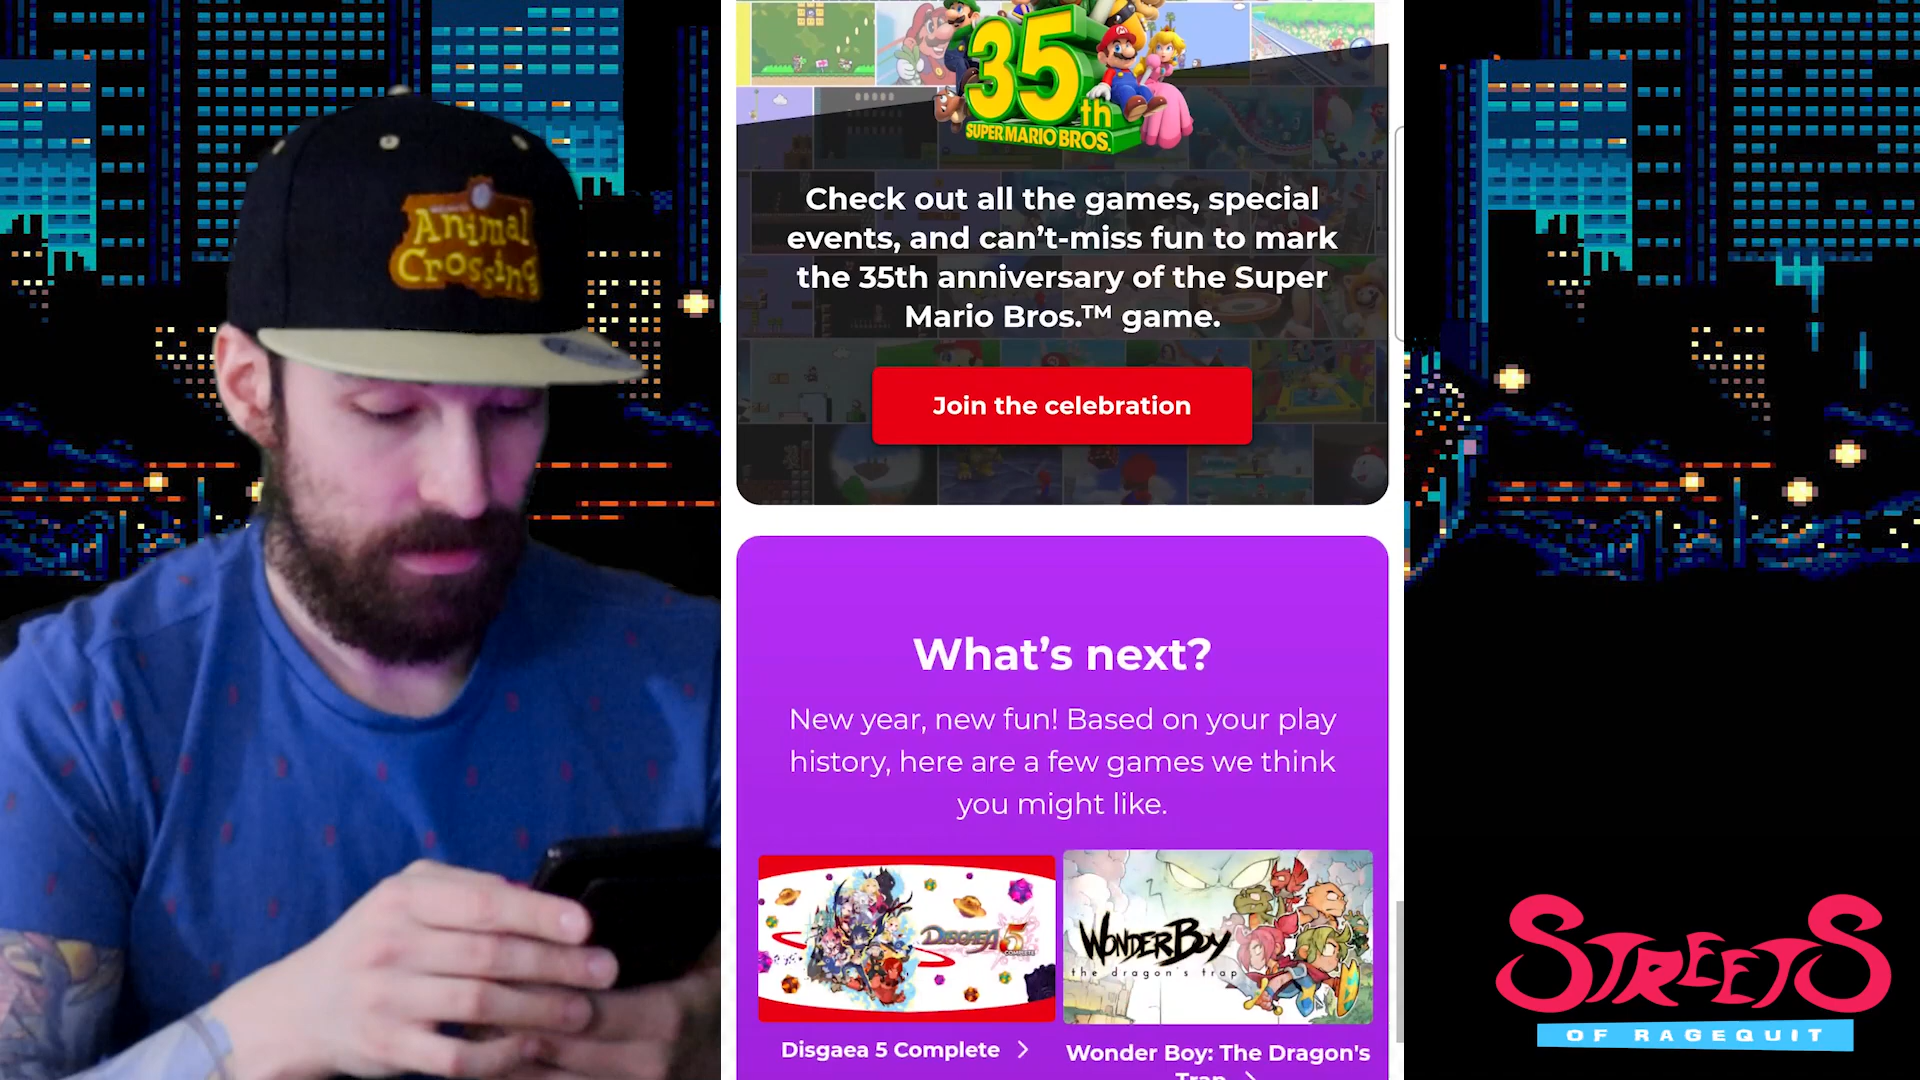 Animal
Crossing
35th
SUPER MARIO BROS.
Check out all the games, special
events, and can’t-miss fun to mark
the 35th anniversary of the Super
Mario Bros.™ game.
Join the celebration
What’s next?
New year, new fun! Based on your play
history, here are a few games we think
you might like.
DISGAEA 5
COMPLETE
WONDER BOY
the dragon's trap
Disgaea 5 Complete
Wonder Boy: The Dragon's
Trap
STREETS
OF RAGEQUIT